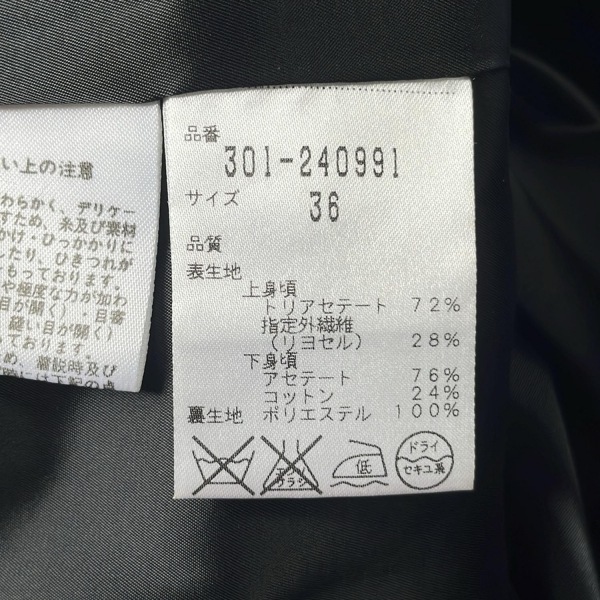 い上の注意
わらかく、デリケー
すため、糸及び素材
かけ・ひっかかりに
したり、ひきつれが
もっております。
や極度な力が加わ
目が開く）・目寄
縫い目が開く）
ております。
ため、着脱時及び
品番
301-240991
サイズ
36
品質
表生地
上身頃
トリアセテート 72%
指定外繊維
（リヨセル） 28%
下身頃
アセテート 76%
コットン 24%
裏生地 ポリエステル 100%
低
ドライ
セキユ系